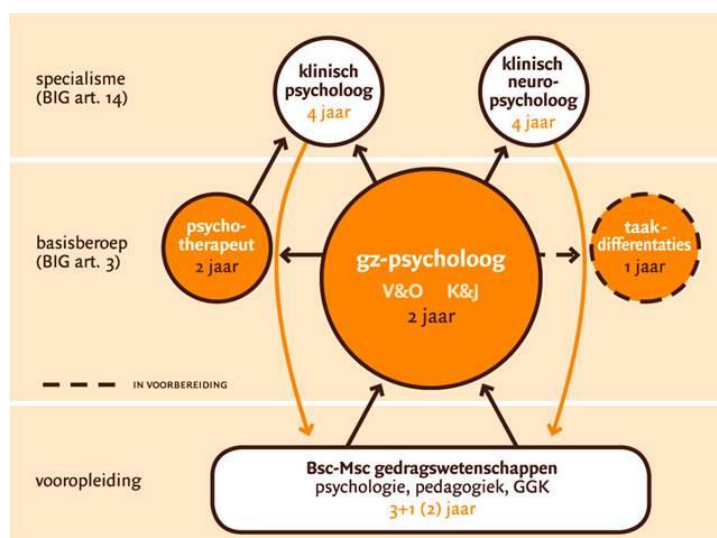 specialisme
(BIG art. 14)
klinisch
psycholoog
4 jaar
klinisch
neuro-
psycholoog
4 jaar
basisberoep
(BIG art. 3)
psycho-
therapeut
2 jaar
gz-psycholoog
V&O K&J
2 jaar
taak-
differentaties
1 jaar
IN VOORBEREIDING
vooropleiding
Bsc-Msc gedragswetenschappen
psychologie, pedagogiek, GGK
3+1 (2) jaar